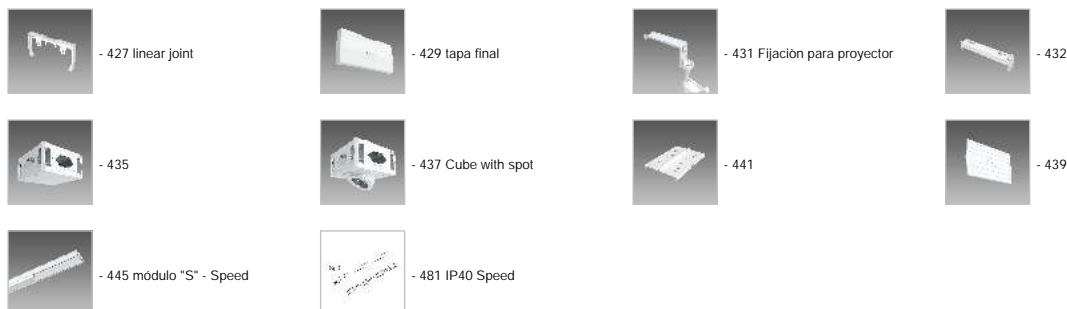 - 427 linear joint
- 429 tapa final
- 431 Fijaciòn para proyector
- 432
- 435
- 437 Cube with spot
- 441
- 439
- 445 módulo "S" - Speed
- 481 IP40 Speed